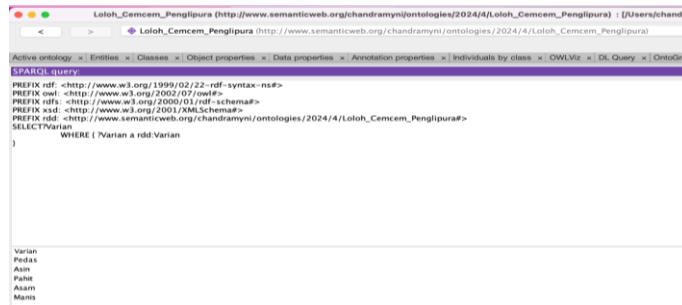 Loloh_Cemcem_Penglipura (http://www.semanticweb.org/chandramyni/ontologies/2024/4/Loloh_Cemcem_Penglipura) : [/Users/chand
< > Loloh_Cemcem_Penglipura (http://www.semanticweb.org/chandramyni/ontologies/2024/4/Loloh_Cemcem_Penglipura)
Active ontology × Entities × Classes × Object properties × Data properties × Annotation properties × Individuals by class × OWLViz × DL Query × OntoGr
SPARQL query:
PREFIX rdf: <http://www.w3.org/1999/02/22-rdf-syntax-ns#>
PREFIX owl: <http://www.w3.org/2002/07/owl#>
PREFIX rdfs: <http://www.w3.org/2000/01/rdf-schema#>
PREFIX xsd: <http://www.w3.org/2001/XMLSchema#>
PREFIX rdd: <http://www.semanticweb.org/chandramyni/ontologies/2024/4/Loloh_Cemcem_Penglipura#>
SELECT?Varian
WHERE { ?Varian a rdd:Varian
}
Varian
Pedas
Asin
Pahit
Asam
Manis